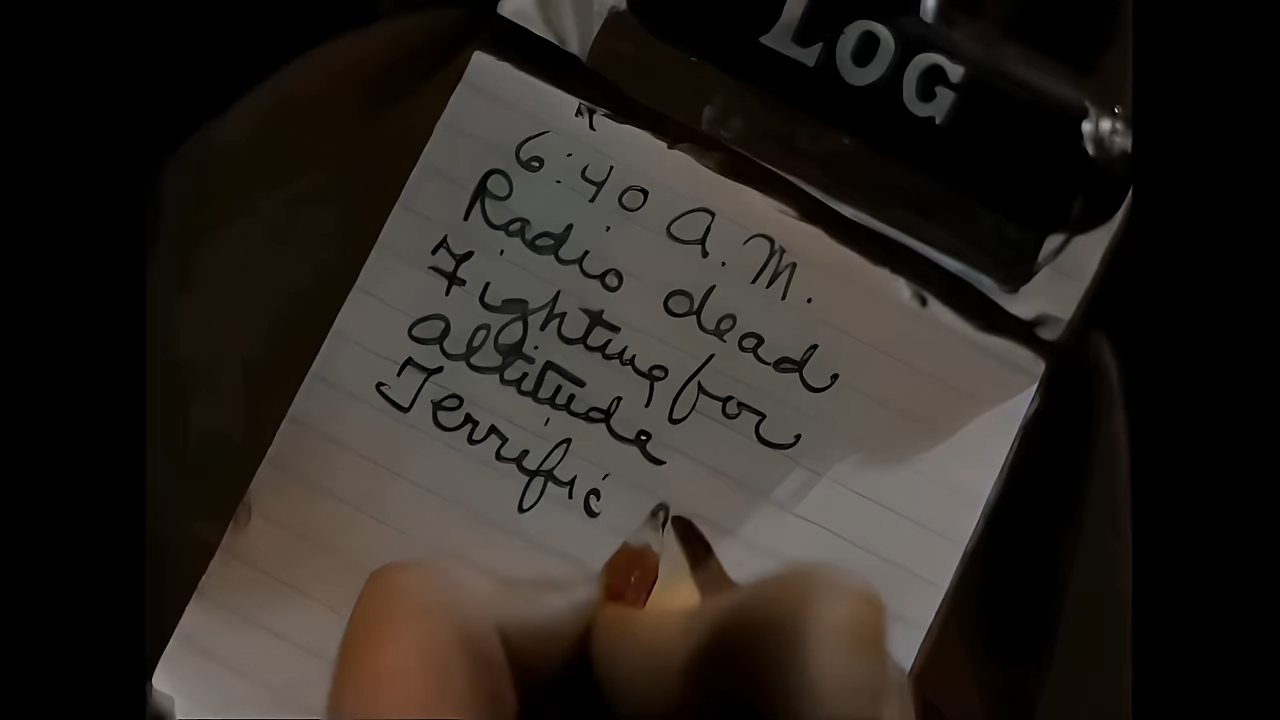 LOG
6:40 A.M.
Radio dead
Fighting for
altitude
Terrific